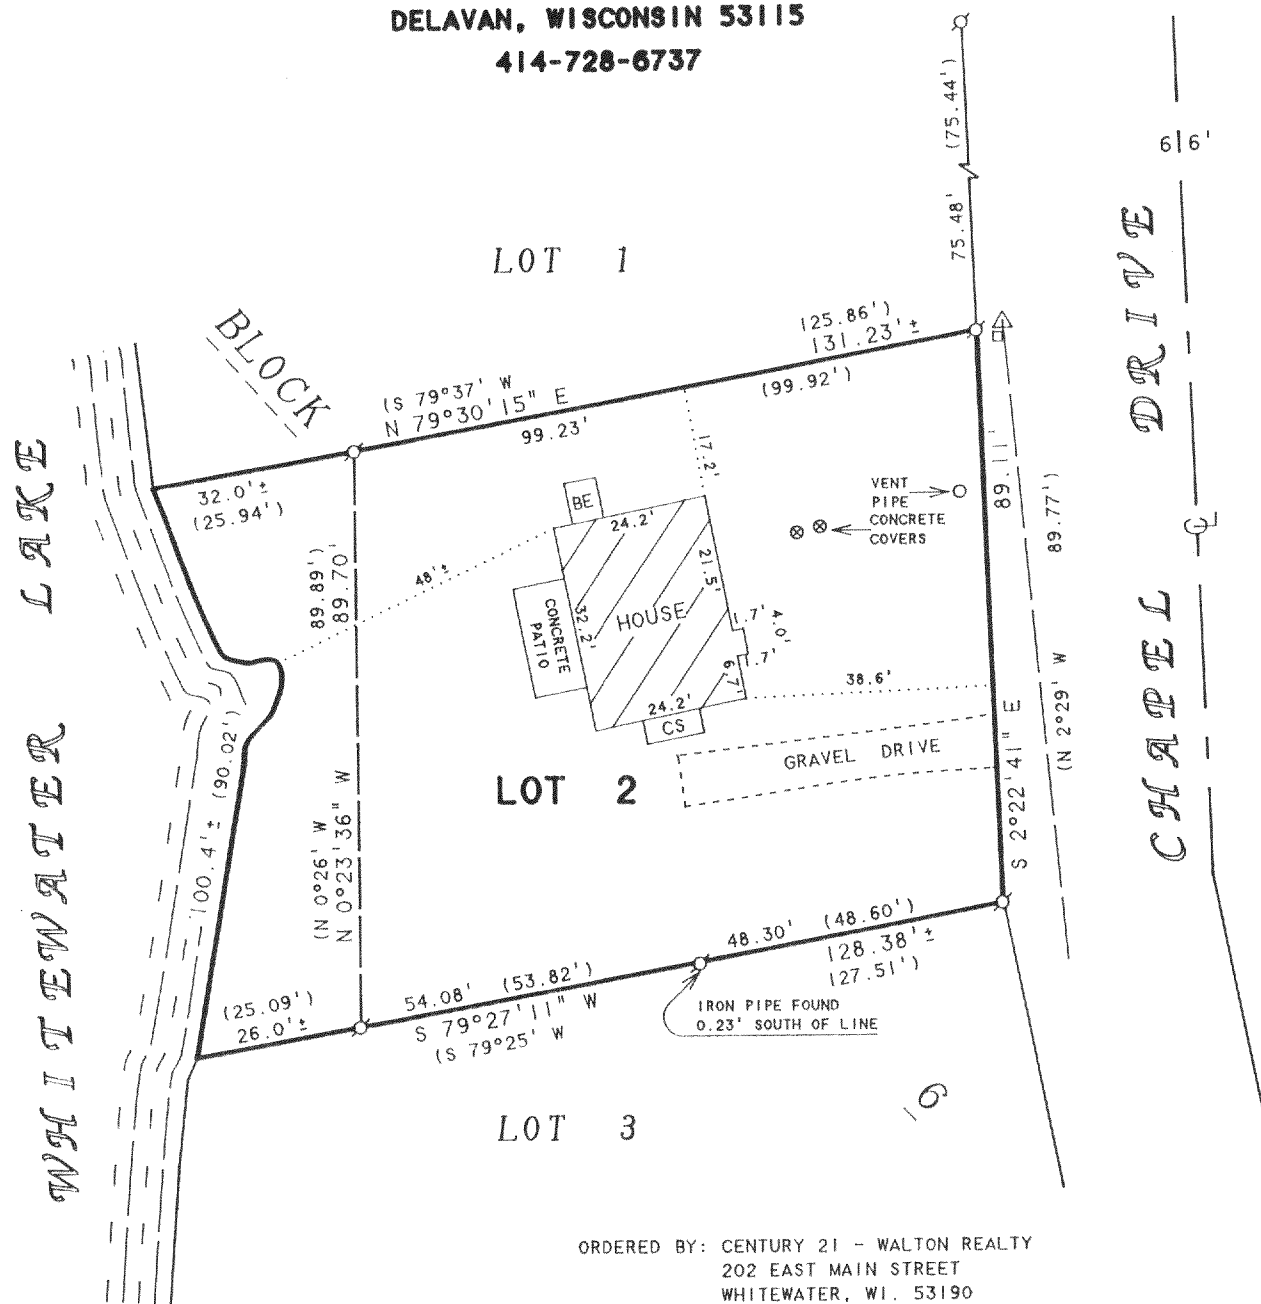 DELAVAN, WISCONSIN 53115
414-728-6737
(75.44')
75.48'
66'
LOT 1
BLOCK
(125.86')
131.23'±
(S 79°37' W
N 79°30'15" E
99.23'
(99.92')
32.0'±
(25.94')
17.2'
VENT
PIPE
CONCRETE
COVERS
BE
24.2'
21.5'
HOUSE
32.2'
CONCRETE
PATIO
48'±
1.7'
4.0'
1.7'
6.7'
24.2'
CS
38.6'
GRAVEL DRIVE
89.89')
89.70'
(N 0°26' W
N 0°23'36" W
89.11'
S 2°22'41" E
89.77')
(N 2°29' W
CHAPEL DRIVE
CL
WHITEWATER LAKE
100.4'± (90.02')
LOT 2
(25.09')
26.0'±
54.08' (53.82')
S 79°27'11" W
(S 79°25' W
48.30' (48.60')
128.38'±
(127.51')
IRON PIPE FOUND
0.23' SOUTH OF LINE
LOT 3
6
ORDERED BY: CENTURY 21 - WALTON REALTY
202 EAST MAIN STREET
WHITEWATER, WI. 53190